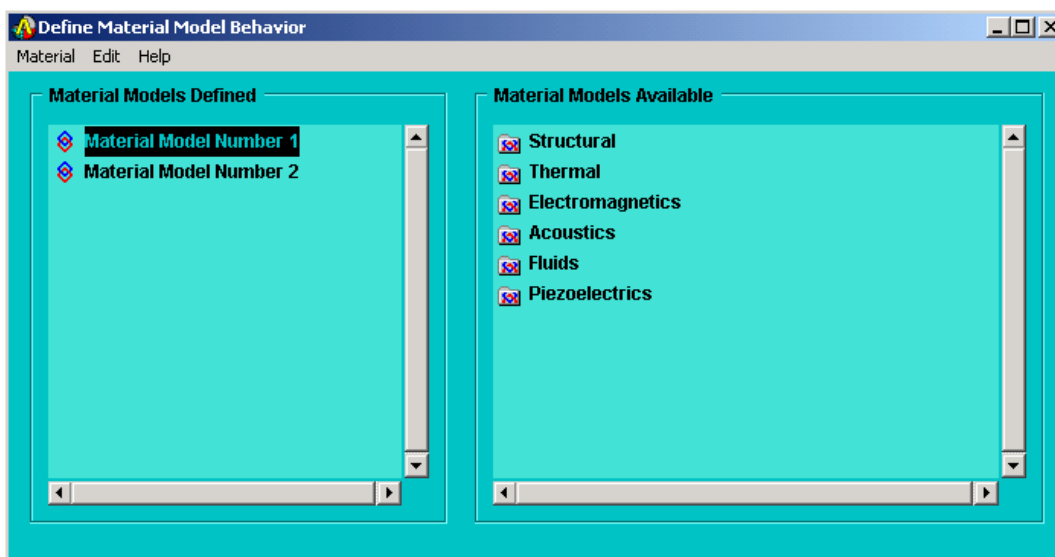 Define Material Model Behavior
Material Edit Help
Material Models Defined
Material Model Number 1
Material Model Number 2
Material Models Available
Structural
Thermal
Electromagnetics
Acoustics
Fluids
Piezoelectrics